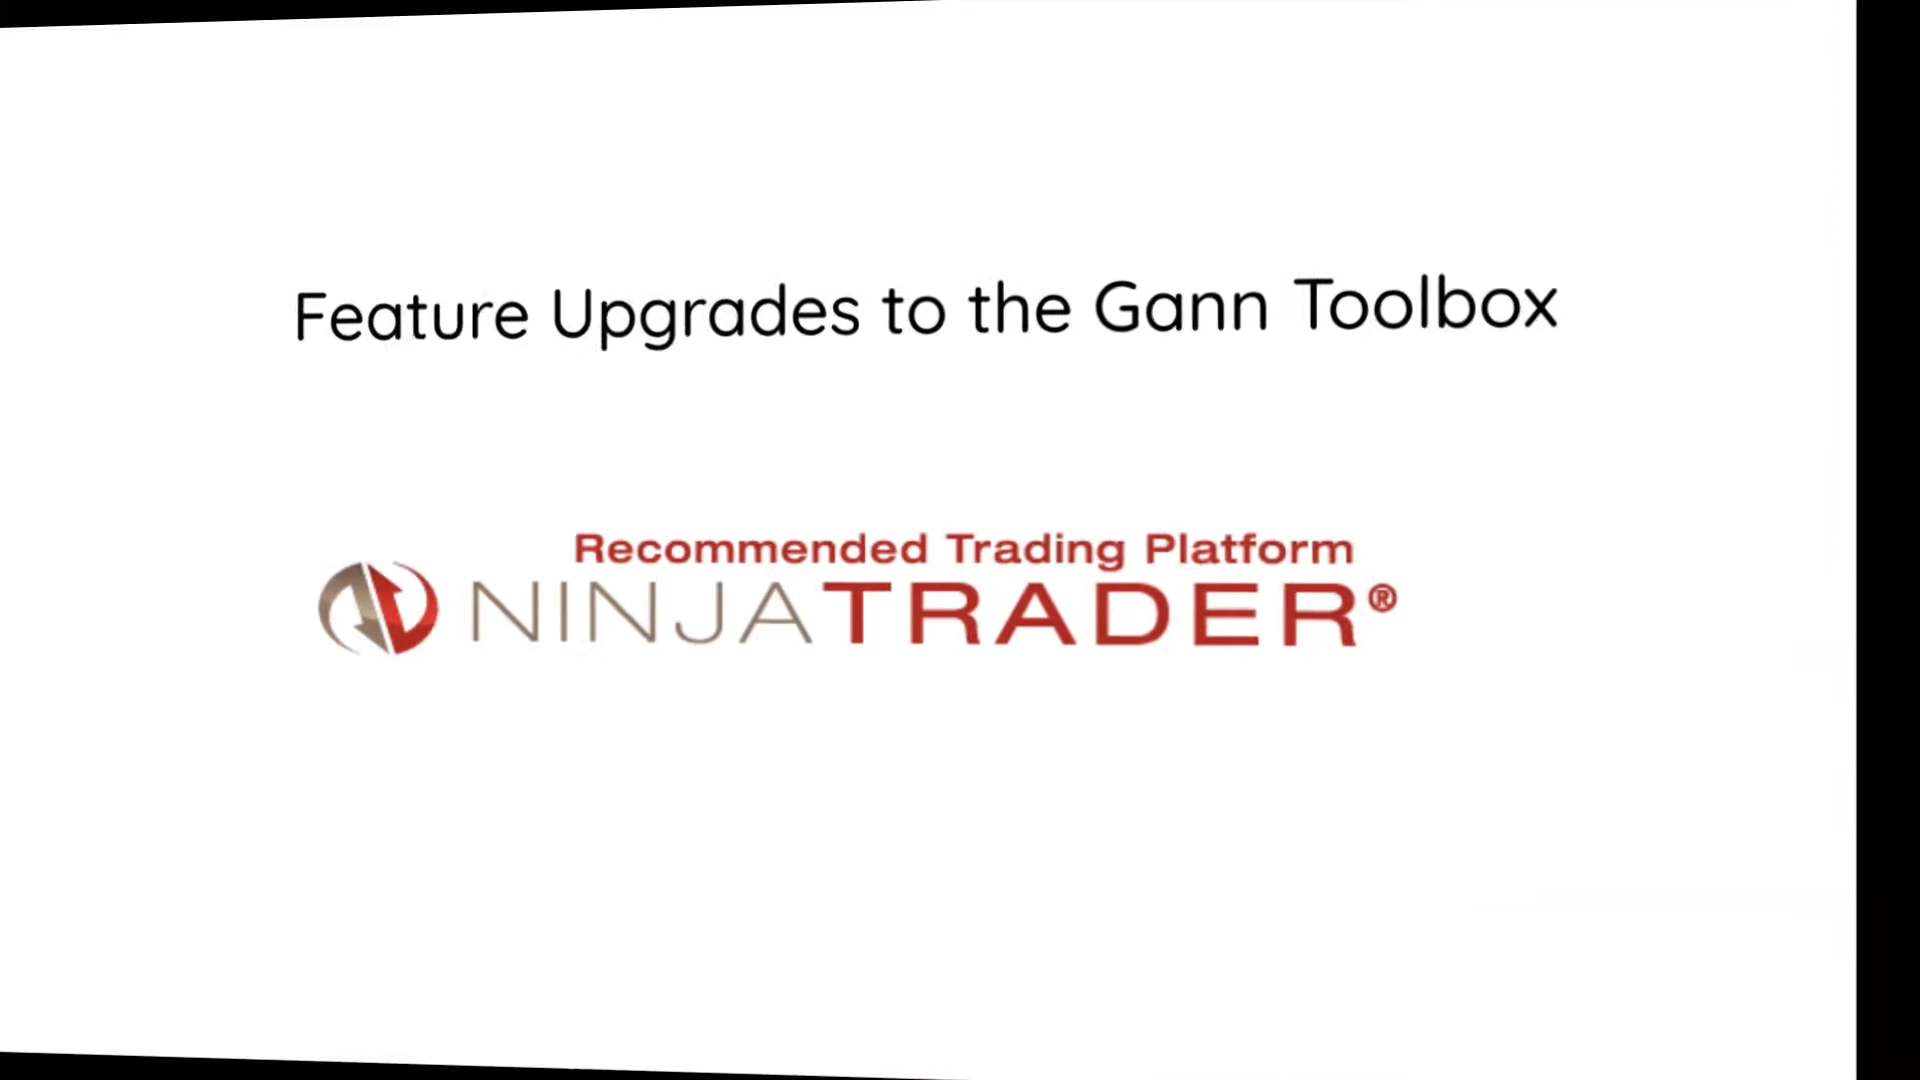 Feature Upgrades to the Gann Toolbox
Recommended Trading Platform
NINJATRADER®